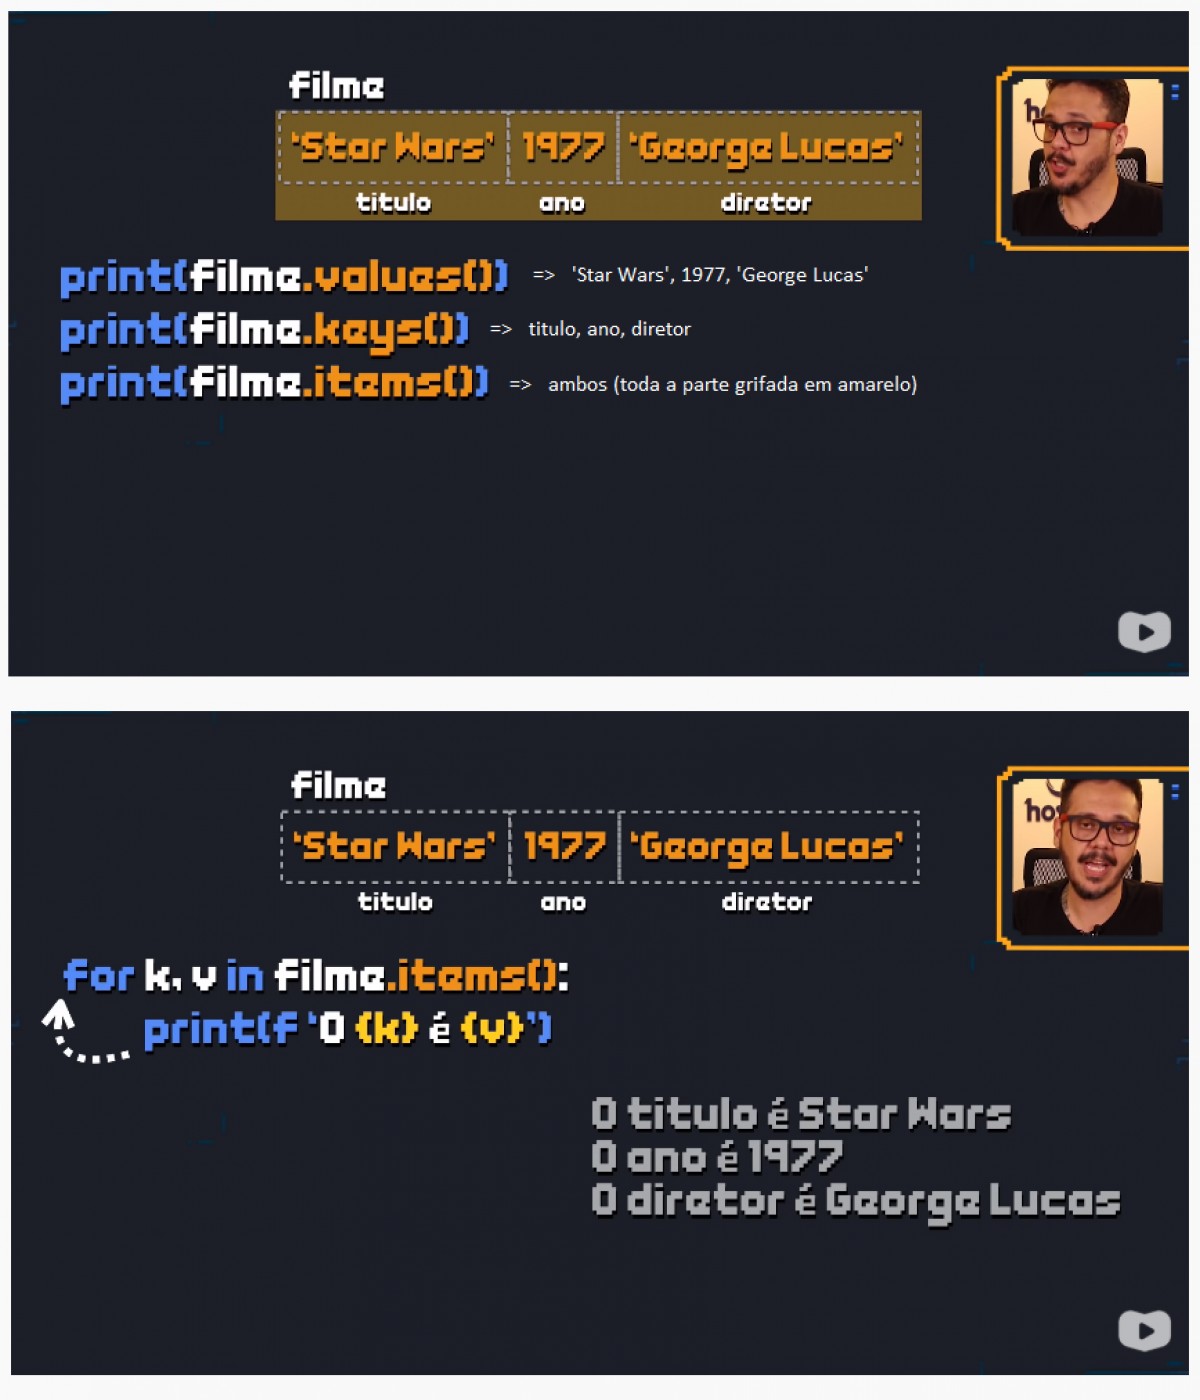 filme
'Star Wars' 1977 'George Lucas'
titulo ano diretor
print(filme.values()) => 'Star Wars', 1977, 'George Lucas'
print(filme.keys()) => titulo, ano, diretor
print(filme.items()) => ambos (toda a parte grifada em amarelo)
filme
'Star Wars' 1977 'George Lucas'
titulo ano diretor
for k, v in filme.items():
print(f 'O {k} é {v}')
O titulo é Star Wars
O ano é 1977
O diretor é George Lucas